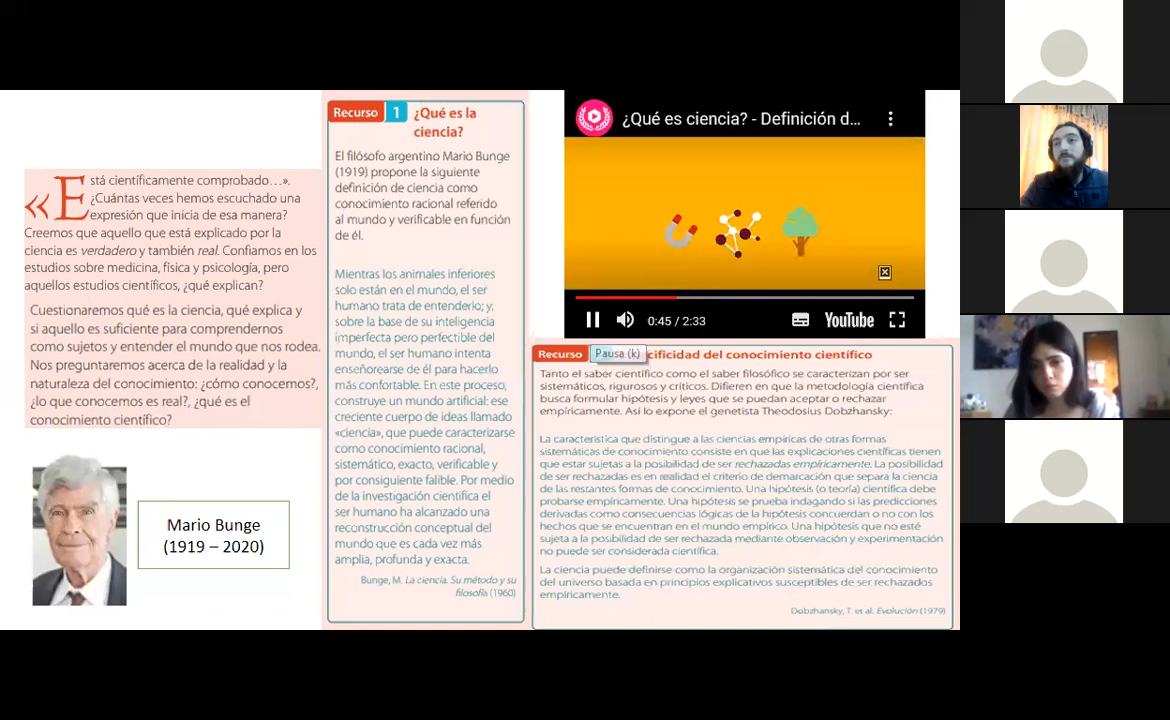 «E
stá científicamente comprobado…».
¿Cuántas veces hemos escuchado una
expresión que inicia de esa manera?
Creemos que aquello que está explicado por la
ciencia es verdadero y también real. Confiamos en los
estudios sobre medicina, física y psicología, pero
aquellos estudios científicos, ¿qué explican?
Cuestionaremos qué es la ciencia, qué explica y
si aquello es suficiente para comprendernos
como sujetos y entender el mundo que nos rodea.
Nos preguntaremos acerca de la realidad y la
naturaleza del conocimiento: ¿cómo conocemos?,
¿lo que conocemos es real?, ¿qué es el
conocimiento científico?
Mario Bunge
(1919 – 2020)
Recurso 1 ¿Qué es la
ciencia?
El filósofo argentino Mario Bunge
(1919) propone la siguiente
definición de ciencia como
conocimiento racional referido
al mundo y verificable en función
de él.
Mientras los animales inferiores
solo están en el mundo, el ser
humano trata de entenderlo; y,
sobre la base de su inteligencia
imperfecta pero perfectible del
mundo, el ser humano intenta
enseñorearse de él para hacerlo
más confortable. En este proceso,
construye un mundo artificial: ese
creciente cuerpo de ideas llamado
«ciencia», que puede caracterizarse
como conocimiento racional,
sistemático, exacto, verificable y
por consiguiente falible. Por medio
de la investigación científica el
ser humano ha alcanzado una
reconstrucción conceptual del
mundo que es cada vez más
amplia, profunda y exacta.
Bunge, M. La ciencia. Su método y su
filosofía (1960)
¿Qué es ciencia? - Definición d...
0:45 / 2:33
YouTube
Recurso
Pausa (k)
cificidad del conocimiento científico
Tanto el saber científico como el saber filosófico se caracterizan por ser
sistemáticos, rigurosos y críticos. Difieren en que la metodología científica
busca formular hipótesis y leyes que se puedan aceptar o rechazar
empíricamente. Así lo expone el genetista Theodosius Dobzhansky:
La característica que distingue a las ciencias empíricas de otras formas
sistemáticas de conocimiento consiste en que las explicaciones científicas tienen
que estar sujetas a la posibilidad de ser rechazadas empíricamente. La posibilidad
de ser rechazadas es en realidad el criterio de demarcación que separa la ciencia
de las restantes formas de conocimiento. Una hipótesis (o teoría) científica debe
probarse empíricamente. Una hipótesis se prueba indagando si las predicciones
derivadas como consecuencias lógicas de la hipótesis concuerdan o no con los
hechos que se encuentran en el mundo empírico. Una hipótesis que no esté
sujeta a la posibilidad de ser rechazada mediante observación y experimentación
no puede ser considerada científica.
La ciencia puede definirse como la organización sistemática del conocimiento
del universo basada en principios explicativos susceptibles de ser rechazados
empíricamente.
Dobzhansky, T. et al. Evolución (1979)